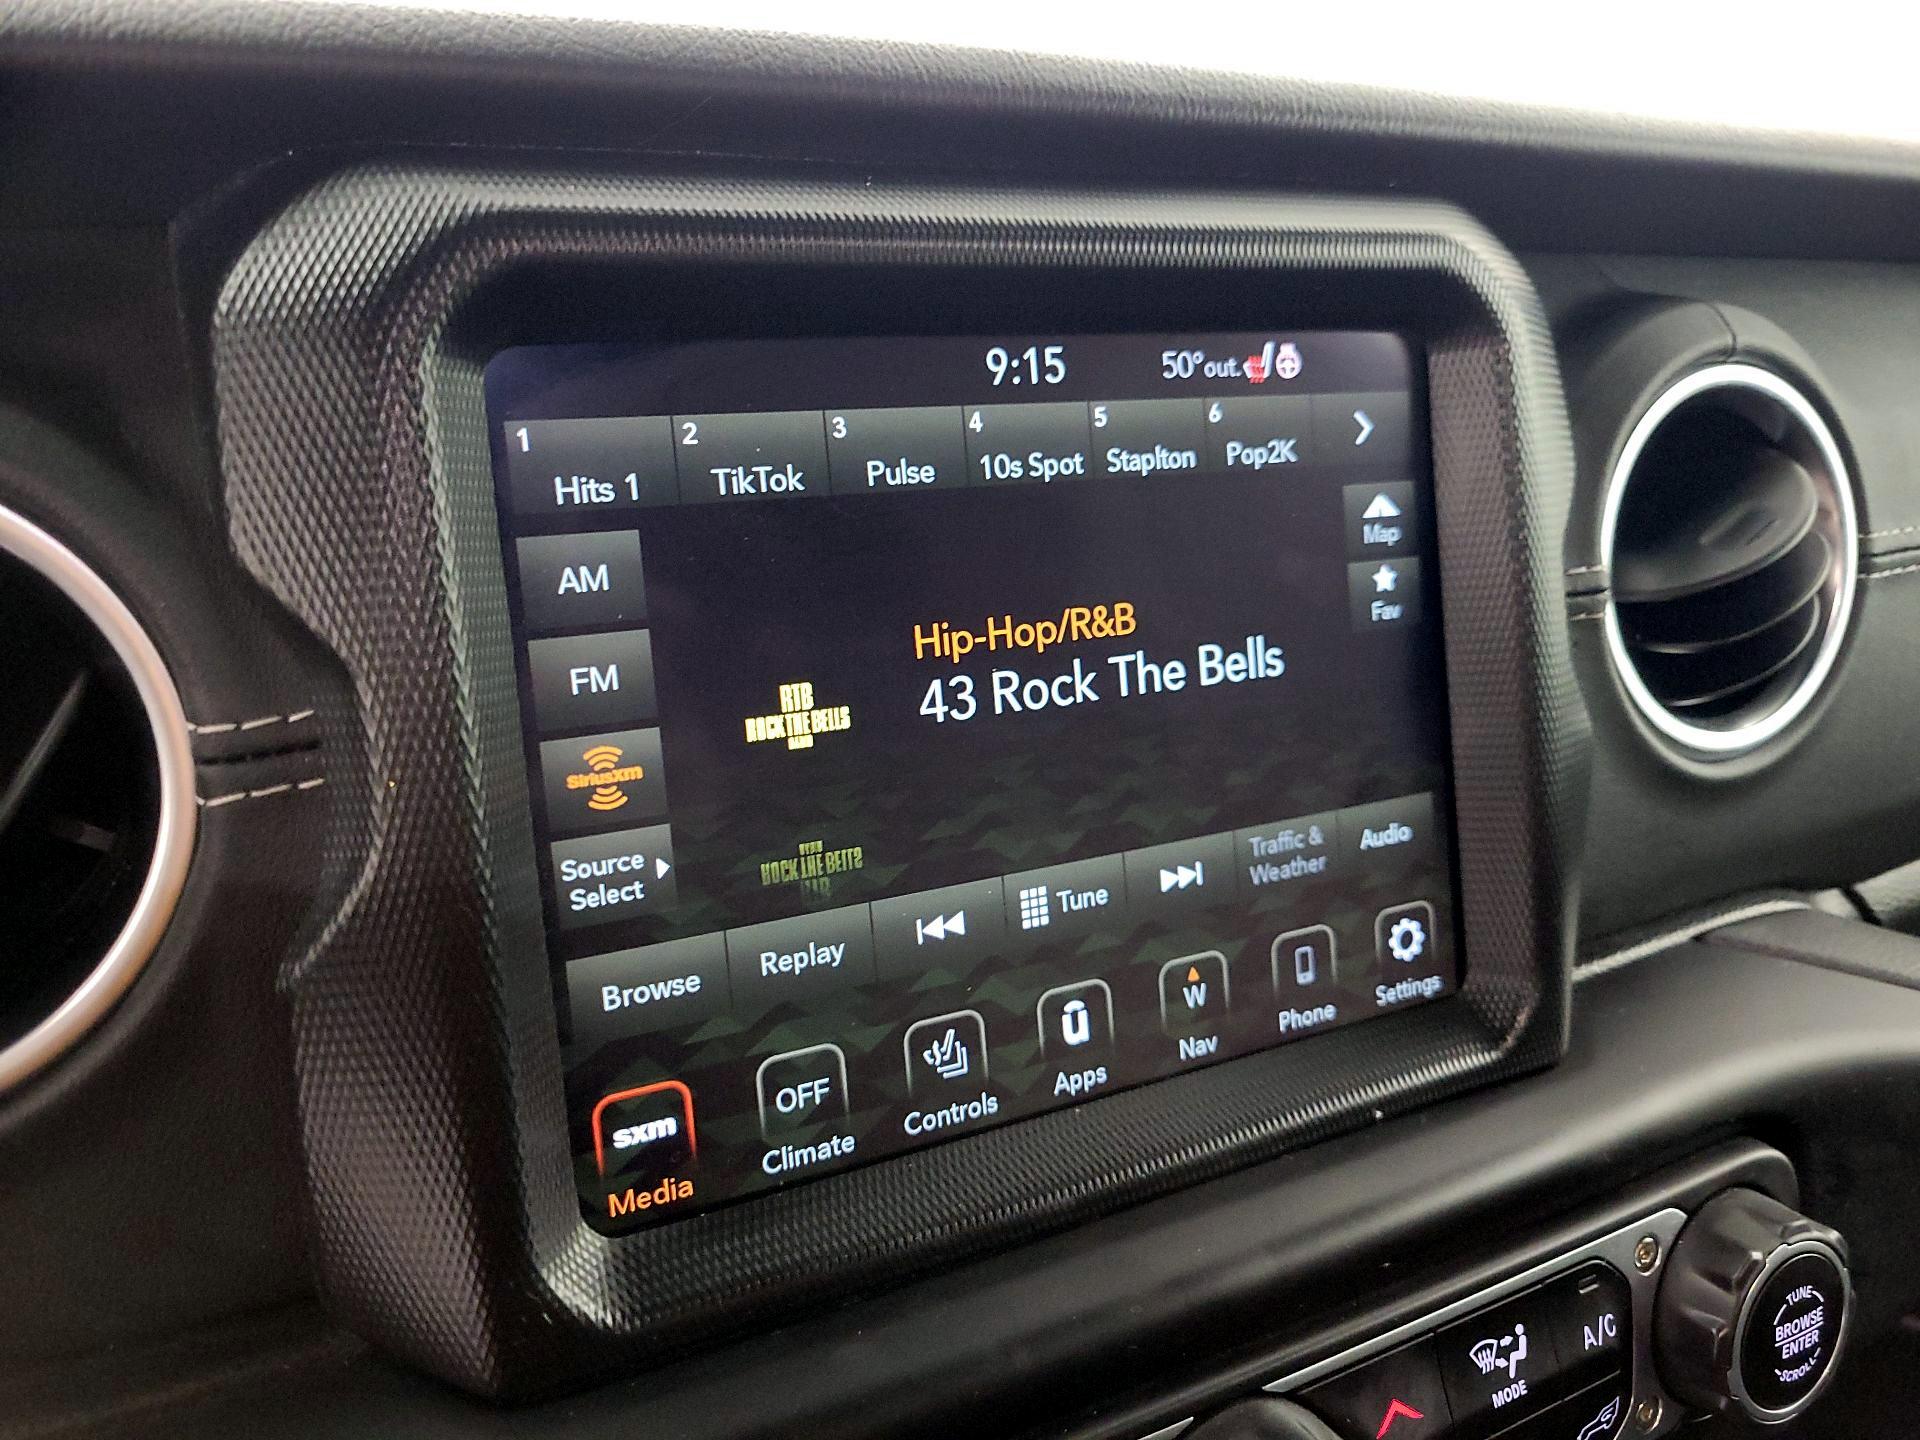 9:15
50° out.
1
Hits 1
2
TikTok
3
Pulse
4
10s Spot
5
Staplton
6
Pop2K
Map
Fav
AM
FM
SiriusXM
Source
Select
Hip-Hop/R&B
43 Rock The Bells
RTB
ROCK THE BELLS
RADIO
Browse
Replay
Tune
Traffic &
Weather
Audio
sxm
Media
OFF
Climate
Controls
ū
Apps
W
Nav
Phone
Settings
MODE
A/C
TUNE
BROWSE
ENTER
SCROLL